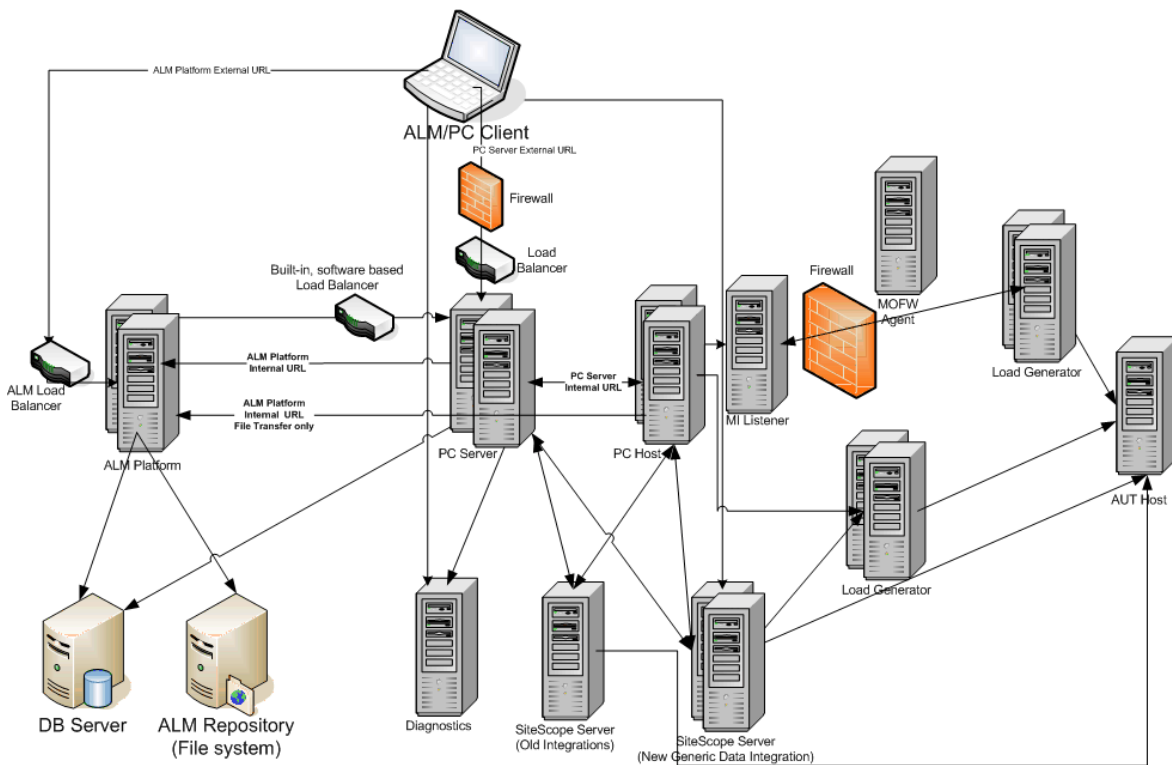 ALM Platform External URL
ALM/PC Client
PC Server External URL
Firewall
Load
Balancer
Built-in, software based
Load Balancer
Firewall
MOFW
Agent
Load Generator
ALM Load
Balancer
ALM Platform
Internal URL
ALM Platform
Internal URL
File Transfer only
PC Server
Internal URL
ALM Platform
PC Server
PC Host
MI Listener
AUT Host
Load Generator
DB Server
ALM Repository
(File system)
Diagnostics
SiteScope Server
(Old Integrations)
SiteScope Server
(New Generic Data Integration)